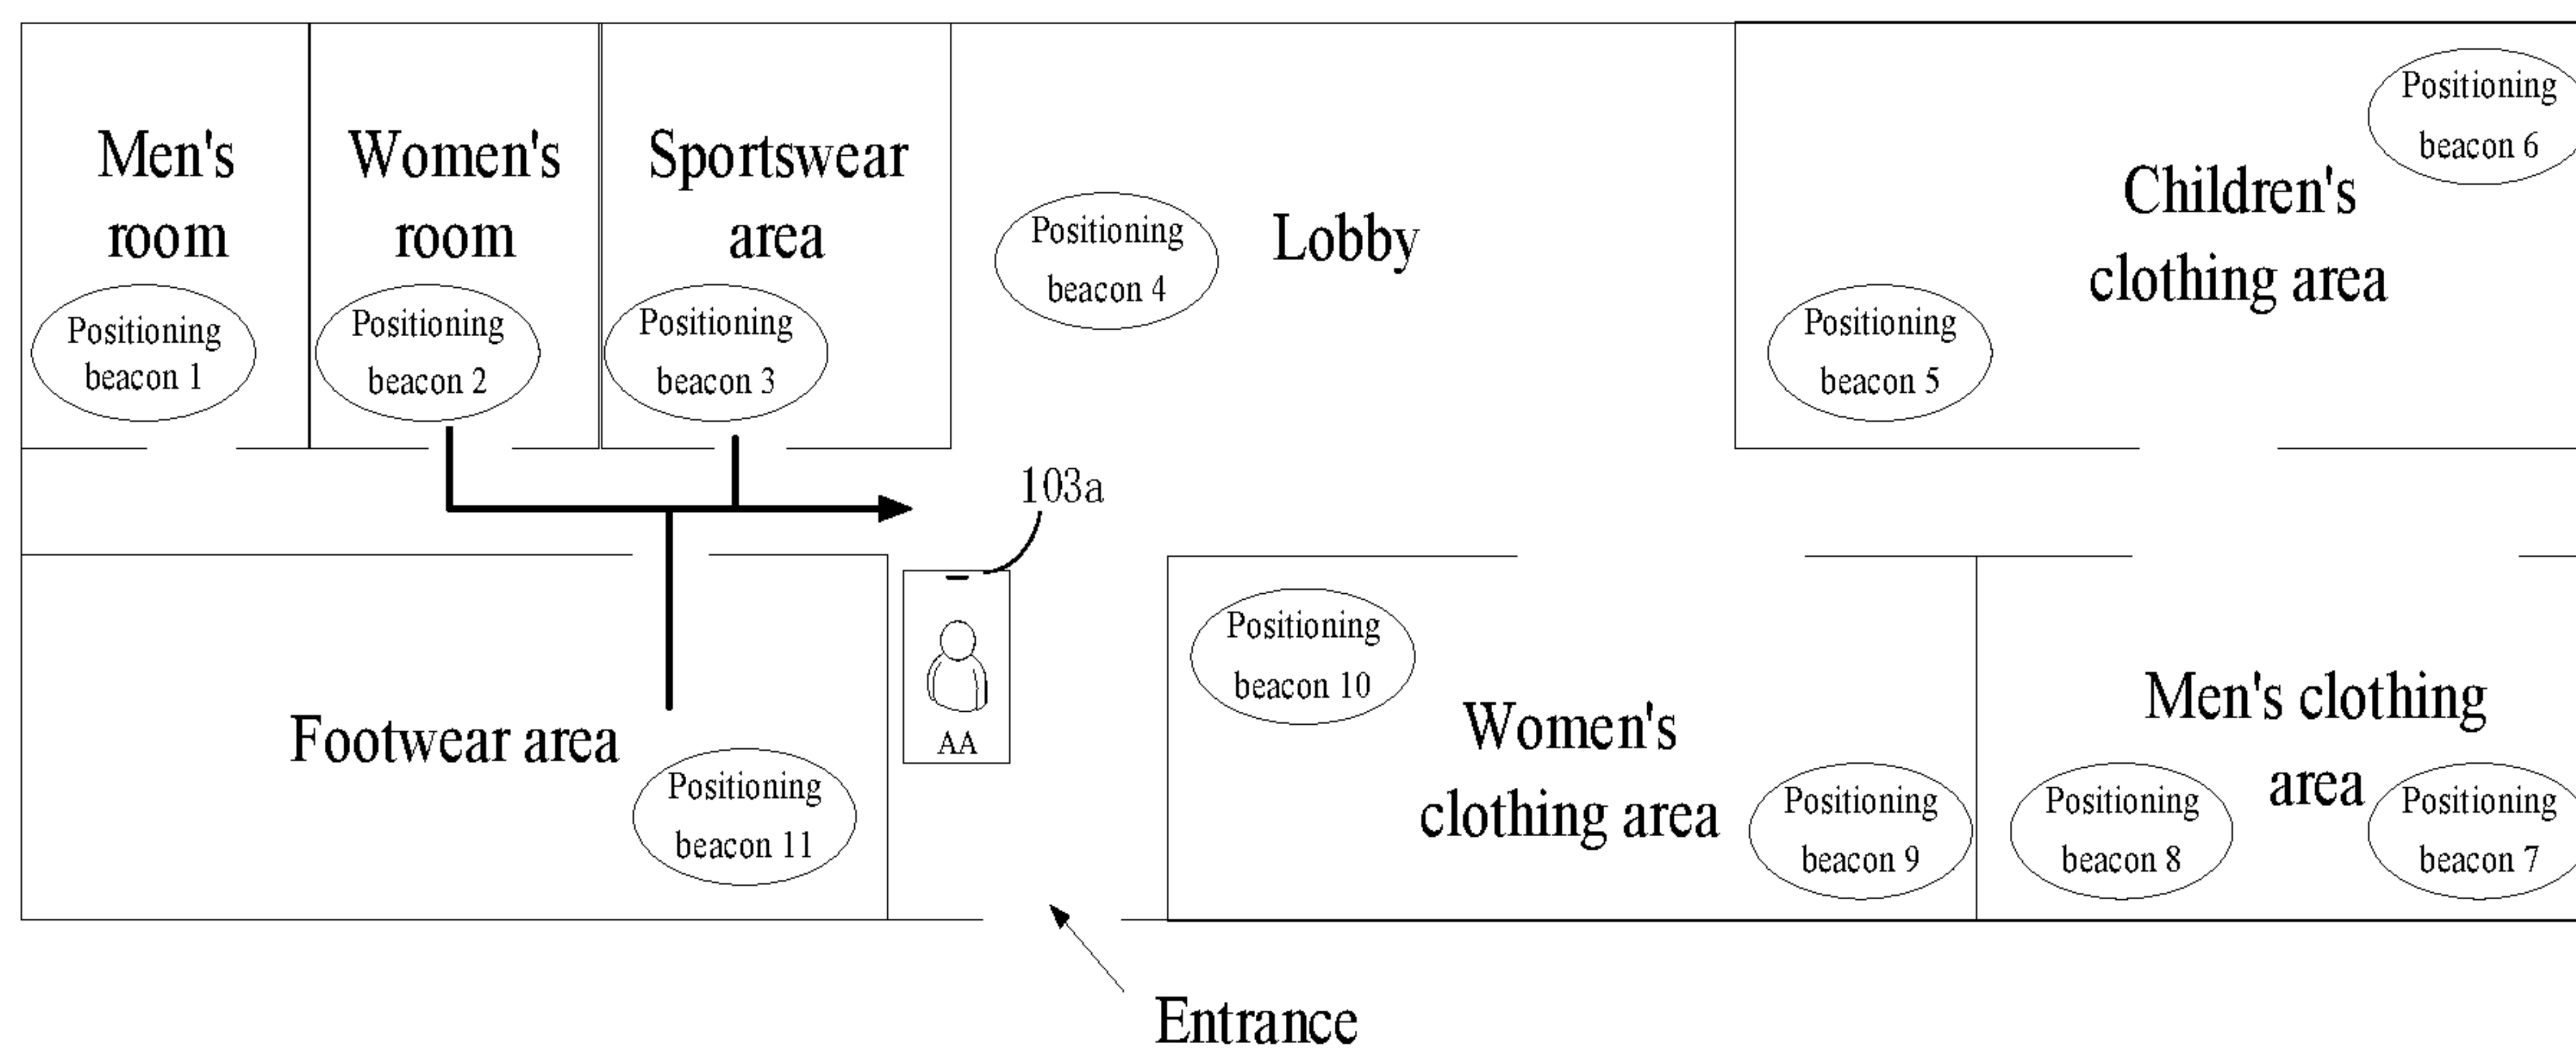 Men's
room
Positioning
beacon 1
Women's
room
Positioning
beacon 2
Sportswear
area
Positioning
beacon 3
Positioning
beacon 4
Lobby
Children's
clothing area
Positioning
beacon 5
Positioning
beacon 6
103a
AA
Footwear area
Positioning
beacon 11
Positioning
beacon 10
Women's
clothing area
Positioning
beacon 9
Men's clothing
area
Positioning
beacon 8
Positioning
beacon 7
Entrance